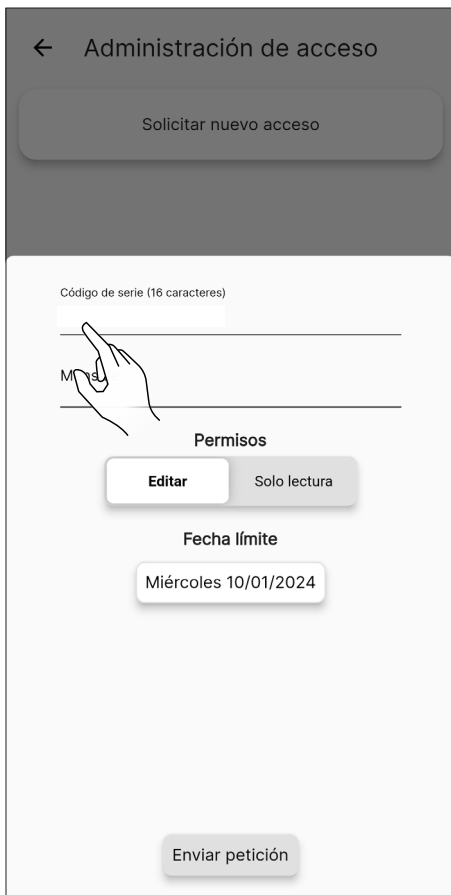 Administración de acceso
Solicitar nuevo acceso
Código de serie (16 caracteres)
Permisos
Editar
Solo lectura
Fecha límite
Miércoles 10/01/2024
Enviar petición